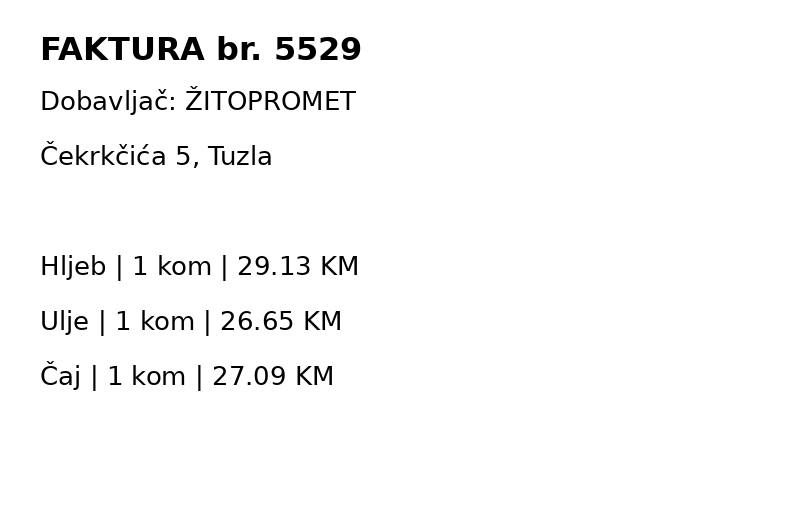 FAKTURA br. 5529
Dobavljač: ŽITOPROMET
Čekrkčića 5, Tuzla
Hljeb | 1 kom | 29.13 KM
Ulje | 1 kom | 26.65 KM
Čaj | 1 kom | 27.09 KM